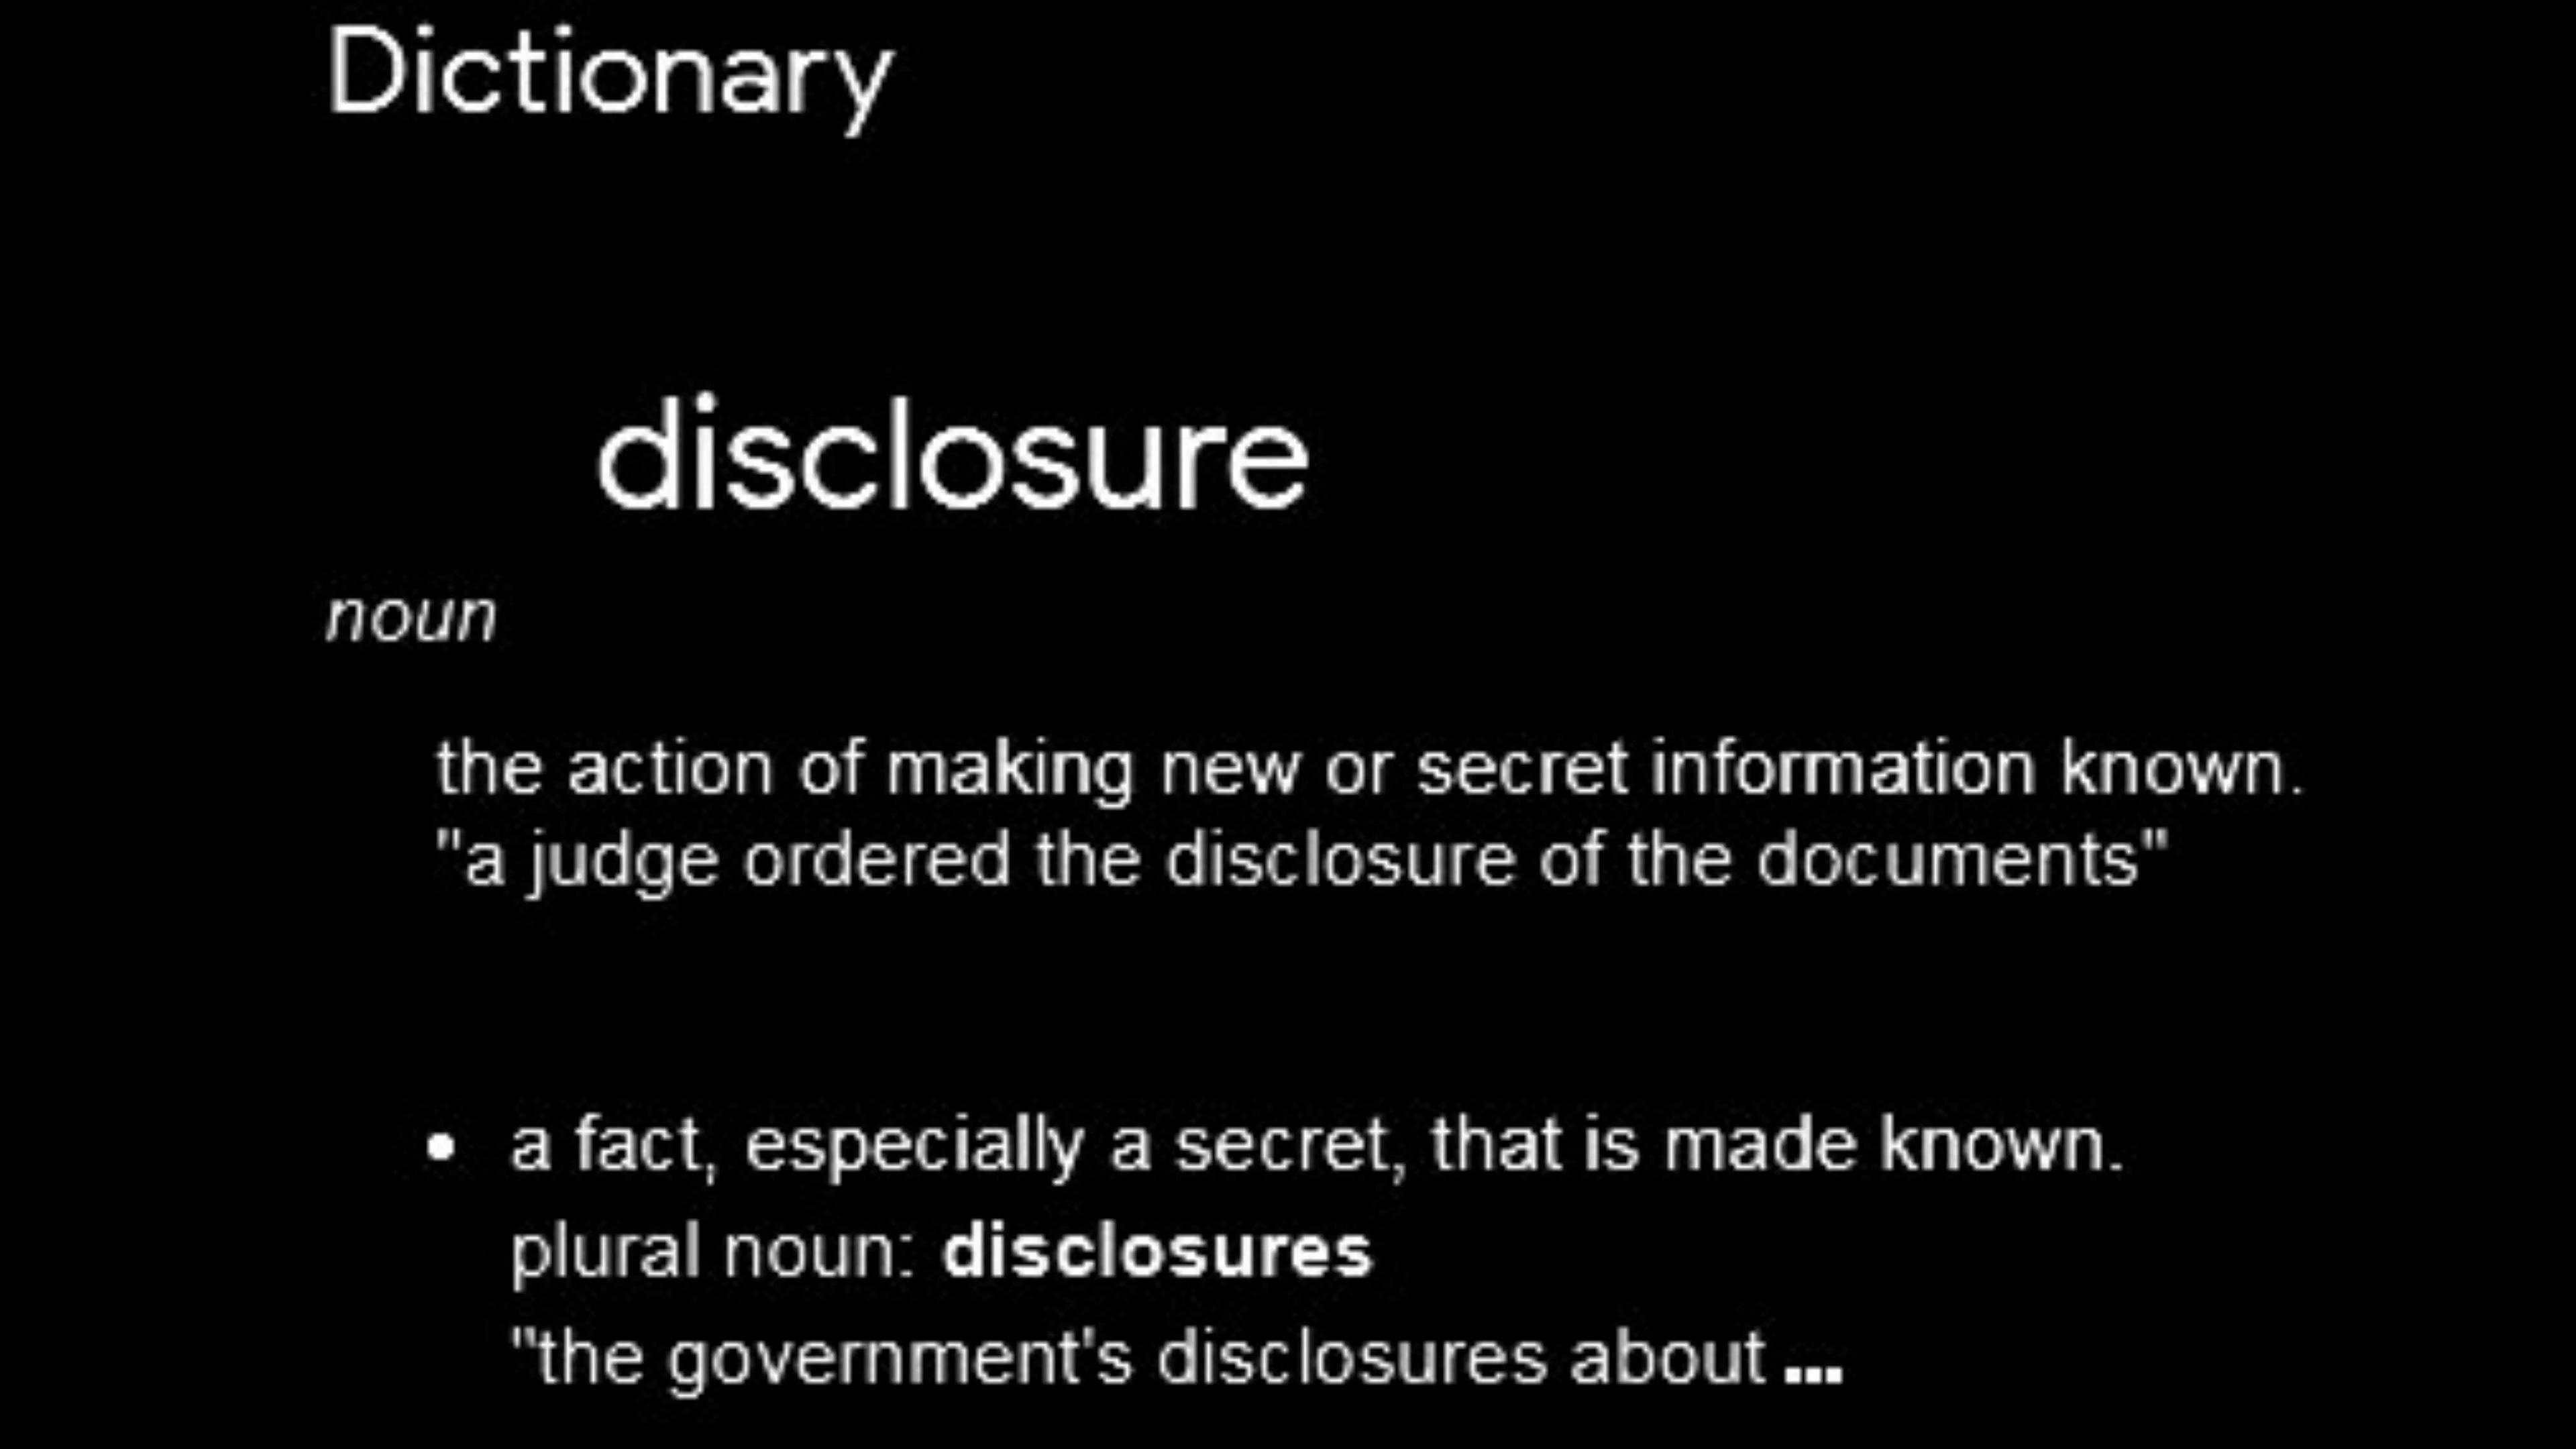 Dictionary
disclosure
noun
the action of making new or secret information known.
"a judge ordered the disclosure of the documents"
• a fact, especially a secret, that is made known.
plural noun: disclosures
"the government's disclosures about ...